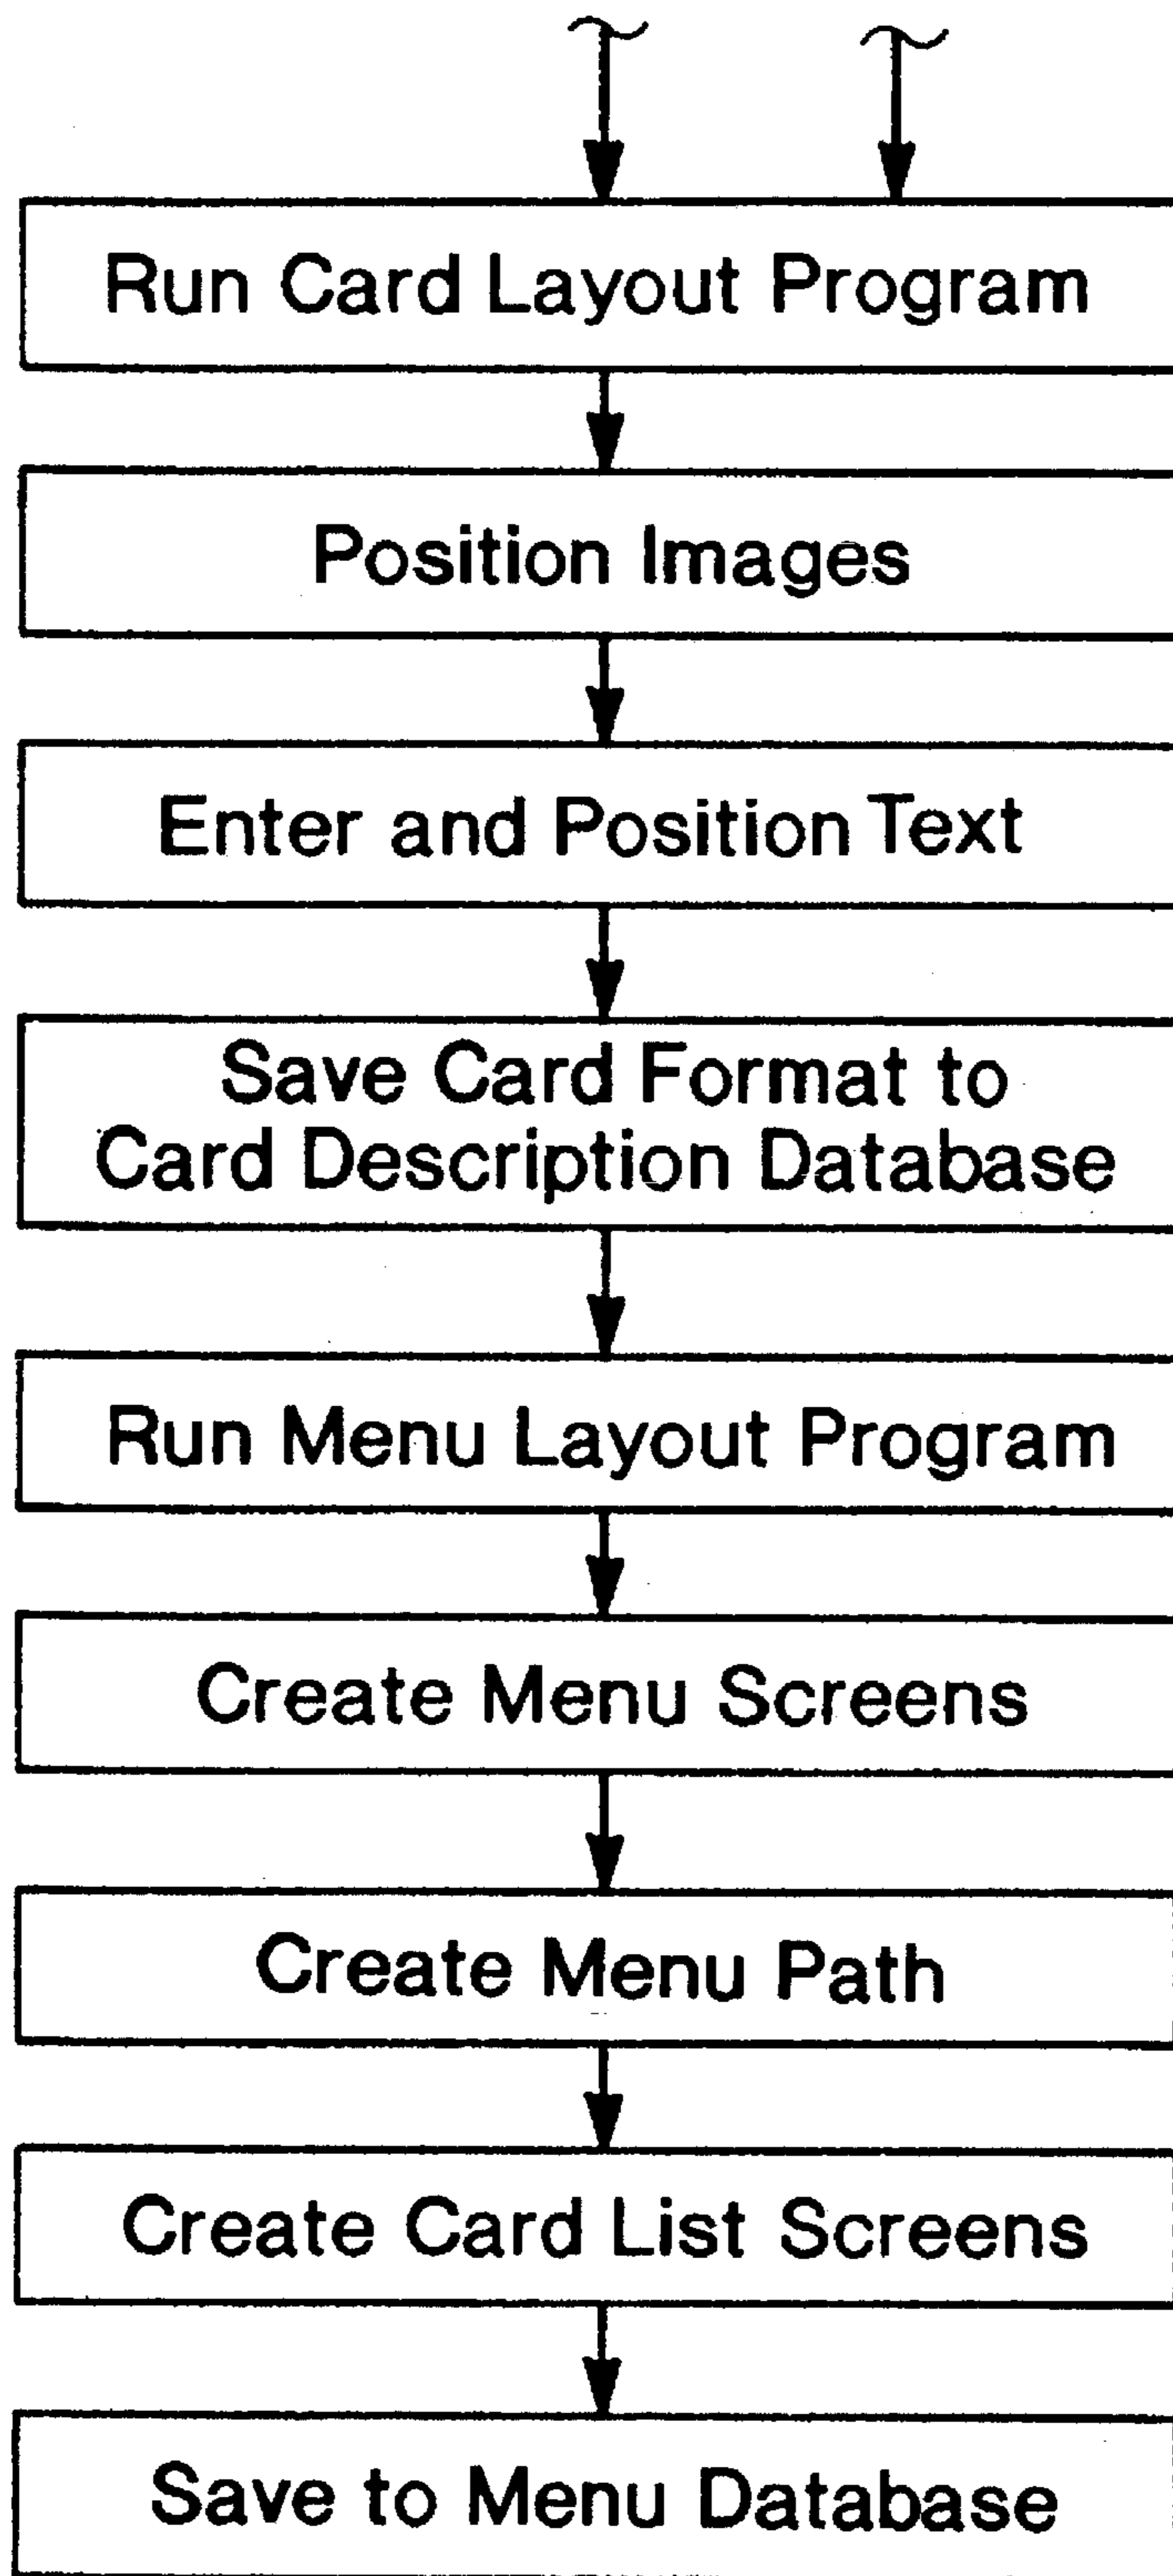 Run Card Layout Program
Position Images
Enter and Position Text
Save Card Format to
Card Description Database
Run Menu Layout Program
Create Menu Screens
Create Menu Path
Create Card List Screens
Save to Menu Database